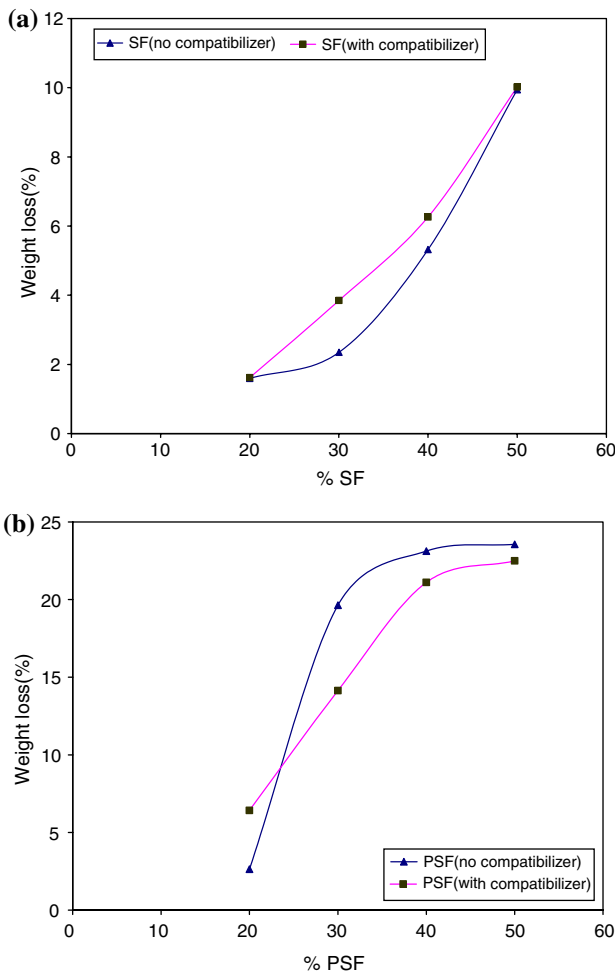 (a)
12
10
8
6
4
2
0
Weight loss(%)
SF(no compatibilizer) SF(with compatibilizer)
0 10 20 30 40 50 60
% SF
(b)
25
20
15
10
5
0
Weight loss(%)
PSF(no compatibilizer)
PSF(with compatibilizer)
0 10 20 30 40 50 60
% PSF